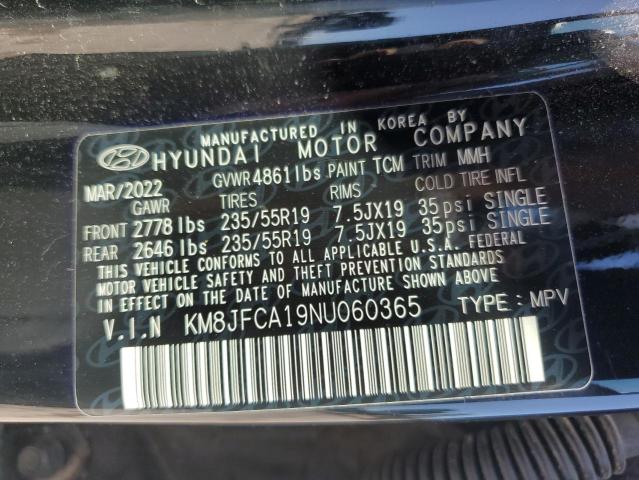 MANUFACTURED IN KOREA BY
HYUNDAI MOTOR COMPANY
MAR/2022 GVWR 4861 lbs PAINT TCM TRIM MMH
GAWR TIRES RIMS COLD TIRE INFL
FRONT 2778 lbs 235/55R19 7.5JX19 35 psi SINGLE
REAR 2646 lbs 235/55R19 7.5JX19 35 psi SINGLE
THIS VEHICLE CONFORMS TO ALL APPLICABLE U.S.A. FEDERAL
MOTOR VEHICLE SAFETY AND THEFT PREVENTION STANDARDS
IN EFFECT ON THE DATE OF MANUFACTURE SHOWN ABOVE
V.I.N KM8JFCA19NU060365 TYPE : MPV